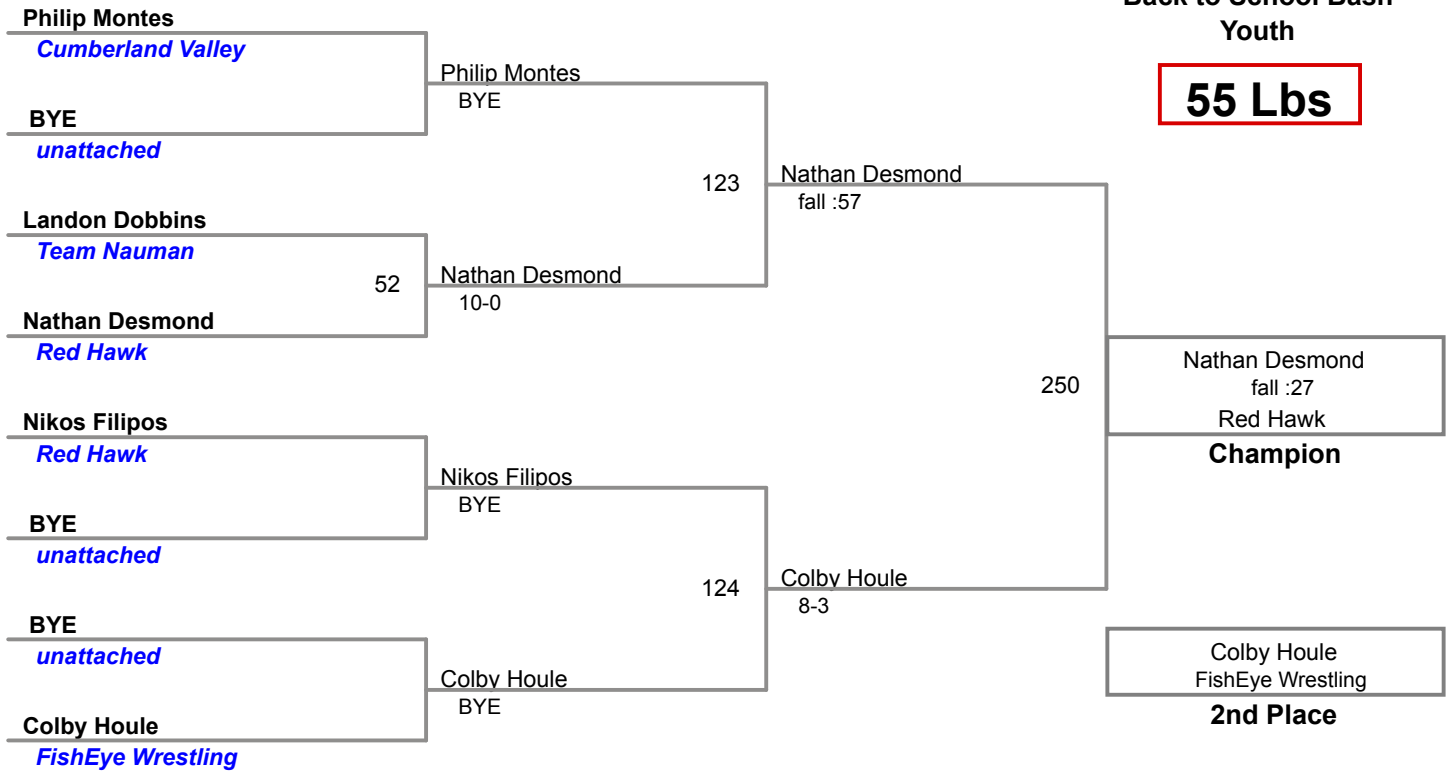 Back to School Bash
Youth
55 Lbs
Philip Montes
Cumberland Valley
BYE
unattached
Landon Dobbins
Team Nauman
52
Nathan Desmond
Red Hawk
Nikos Filipos
Red Hawk
BYE
unattached
BYE
unattached
Colby Houle
FishEye Wrestling
Philip Montes
BYE
123
Nathan Desmond
10-0
Nikos Filipos
BYE
124
Colby Houle
BYE
Nathan Desmond
fall :57
250
Colby Houle
8-3
Nathan Desmond
fall :27
Red Hawk
Champion
Colby Houle
FishEye Wrestling
2nd Place